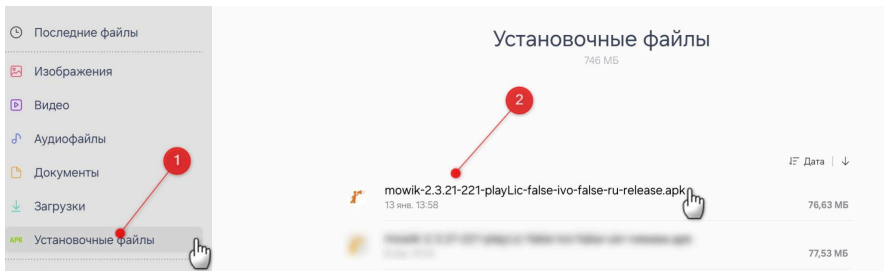 Последние файлы
Изображения
Видео
Аудиофайлы
Документы
Загрузки
APK Установочные файлы
1
Установочные файлы
746 МБ
2
Дата
mowik-2.3.21-221-playLic-false-ivo-false-ru-release.apk
13 янв. 13:58
76,63 МБ
77,53 МБ